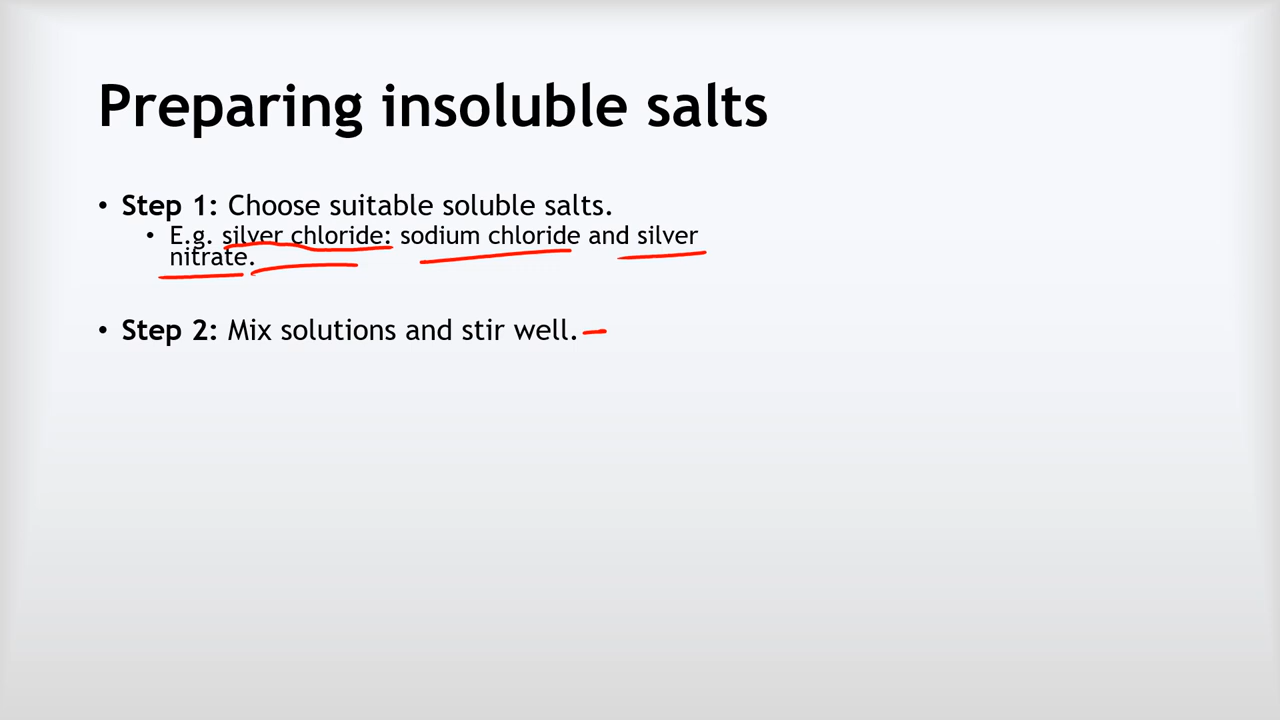 Preparing insoluble salts
• Step 1: Choose suitable soluble salts.
• E.g. silver chloride: sodium chloride and silver
nitrate.
• Step 2: Mix solutions and stir well.